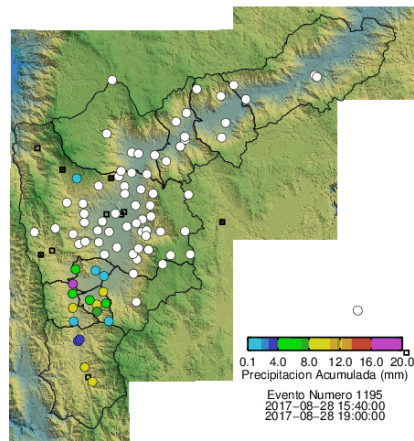 0.1 4.0 8.0 12.0 16.0 20.0
Precipitacion Acumulada (mm)
Evento Numero 1195
2017-08-28 15:40:00
2017-08-28 19:00:00